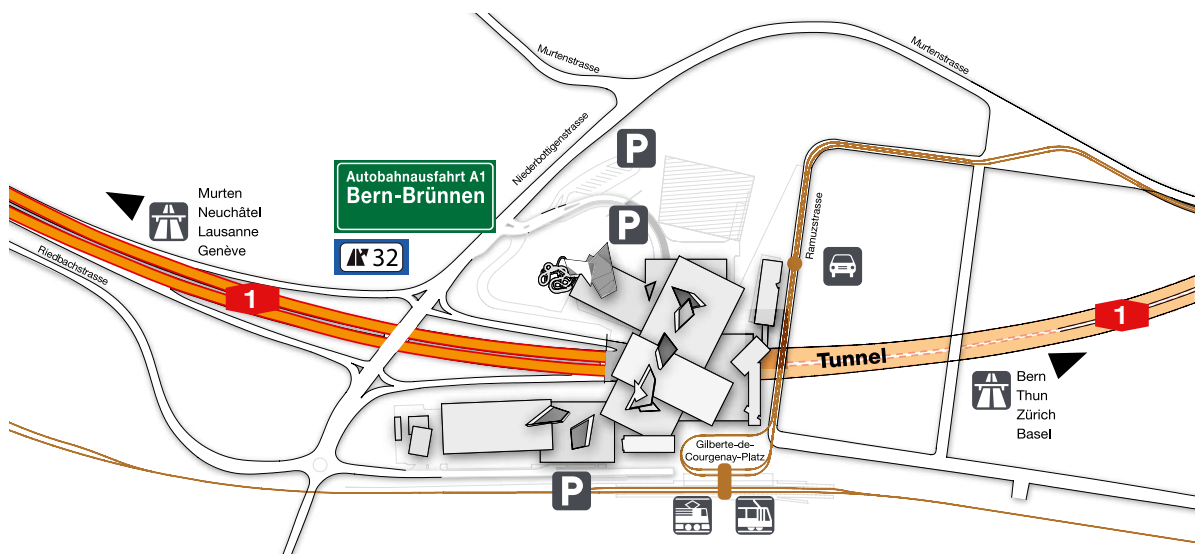 Murtenstrasse
Murtenstrasse
Niederbottigenstrasse
P
Autobahnausfahrt A1
Bern-Brünnen
Murten
Neuchâtel
Lausanne
Genève
P
32
Riedbachstrasse
Ramuzstrasse
1
1
Tunnel
Bern
Thun
Zürich
Basel
Gilberte-de-
Courgenay-Platz
P